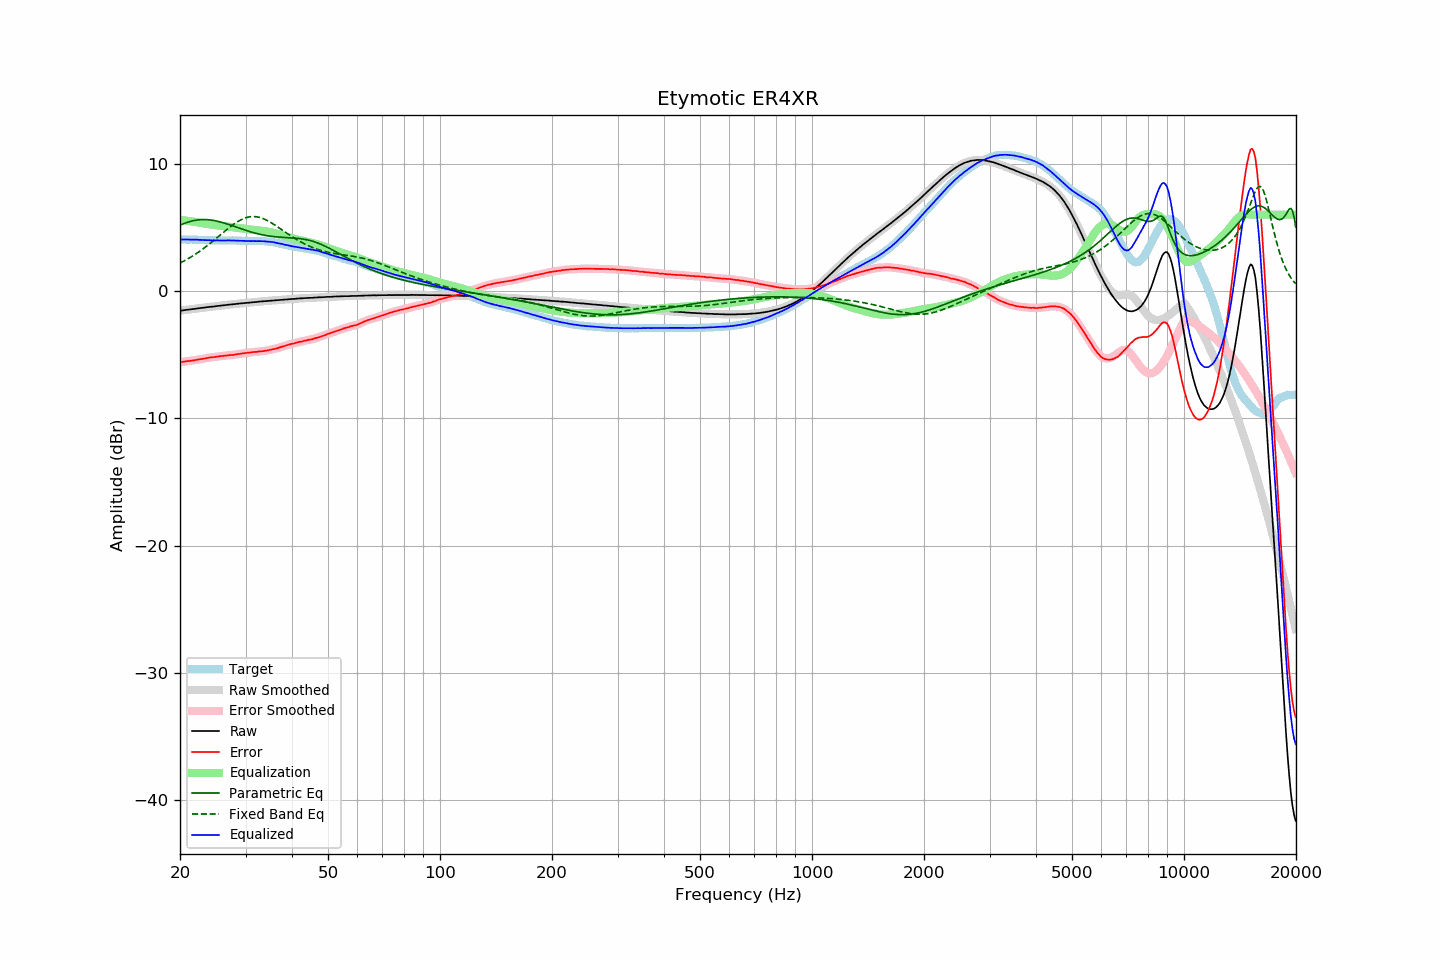 Etymotic ER4XR
Amplitude (dBr)
10
0
−10
−20
−30
−40
Target
Raw Smoothed
Error Smoothed
Raw
Error
Equalization
Parametric Eq
Fixed Band Eq
Equalized
20 50 100 200 500 1000 2000 5000 10000 20000
Frequency (Hz)